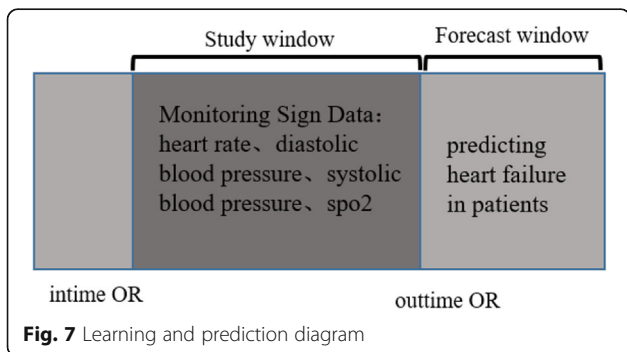 Study window
Forecast window
Monitoring Sign Data：
heart rate、diastolic
blood pressure、systolic
blood pressure、spo2
predicting
heart failure
in patients
intime OR
outtime OR
Fig. 7 Learning and prediction diagram